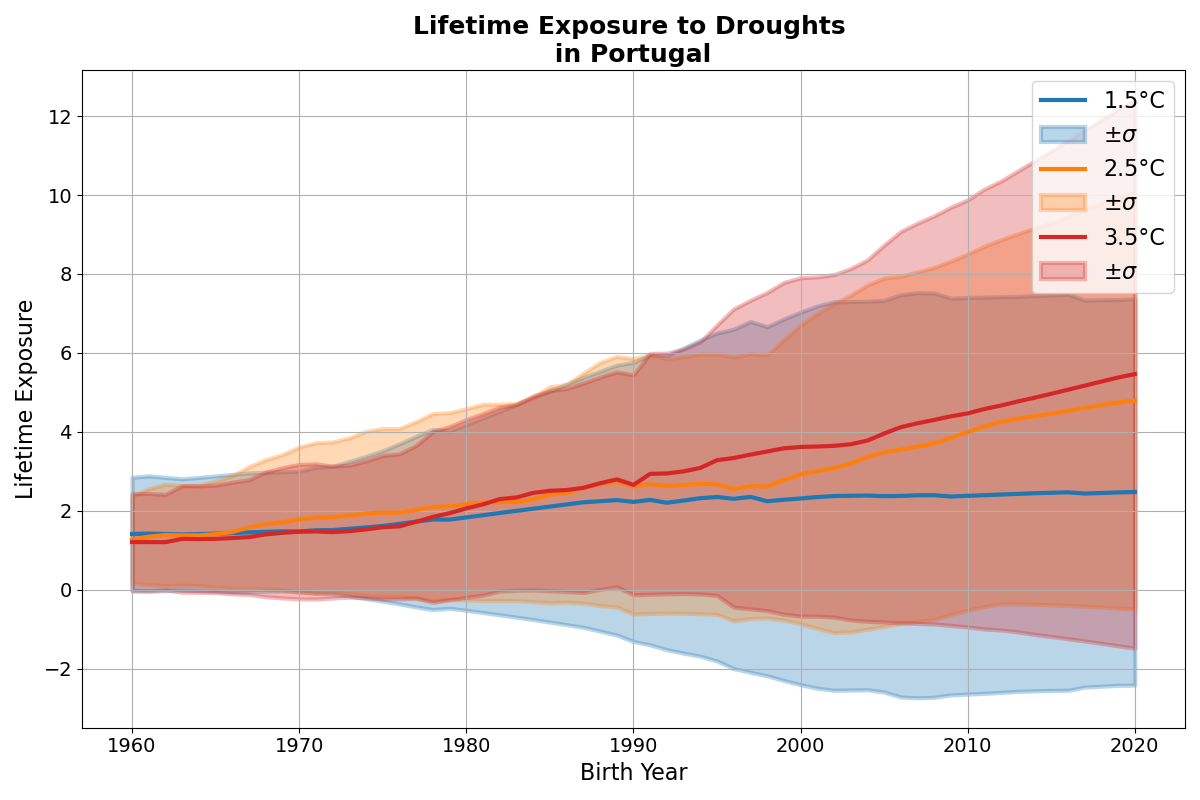 Lifetime Exposure to Droughts
in Portugal
12
10
8
6
4
2
0
−2
Lifetime Exposure
1960
1970
1980
1990
2000
2010
2020
Birth Year
1.5°C
±σ
2.5°C
±σ
3.5°C
±σ